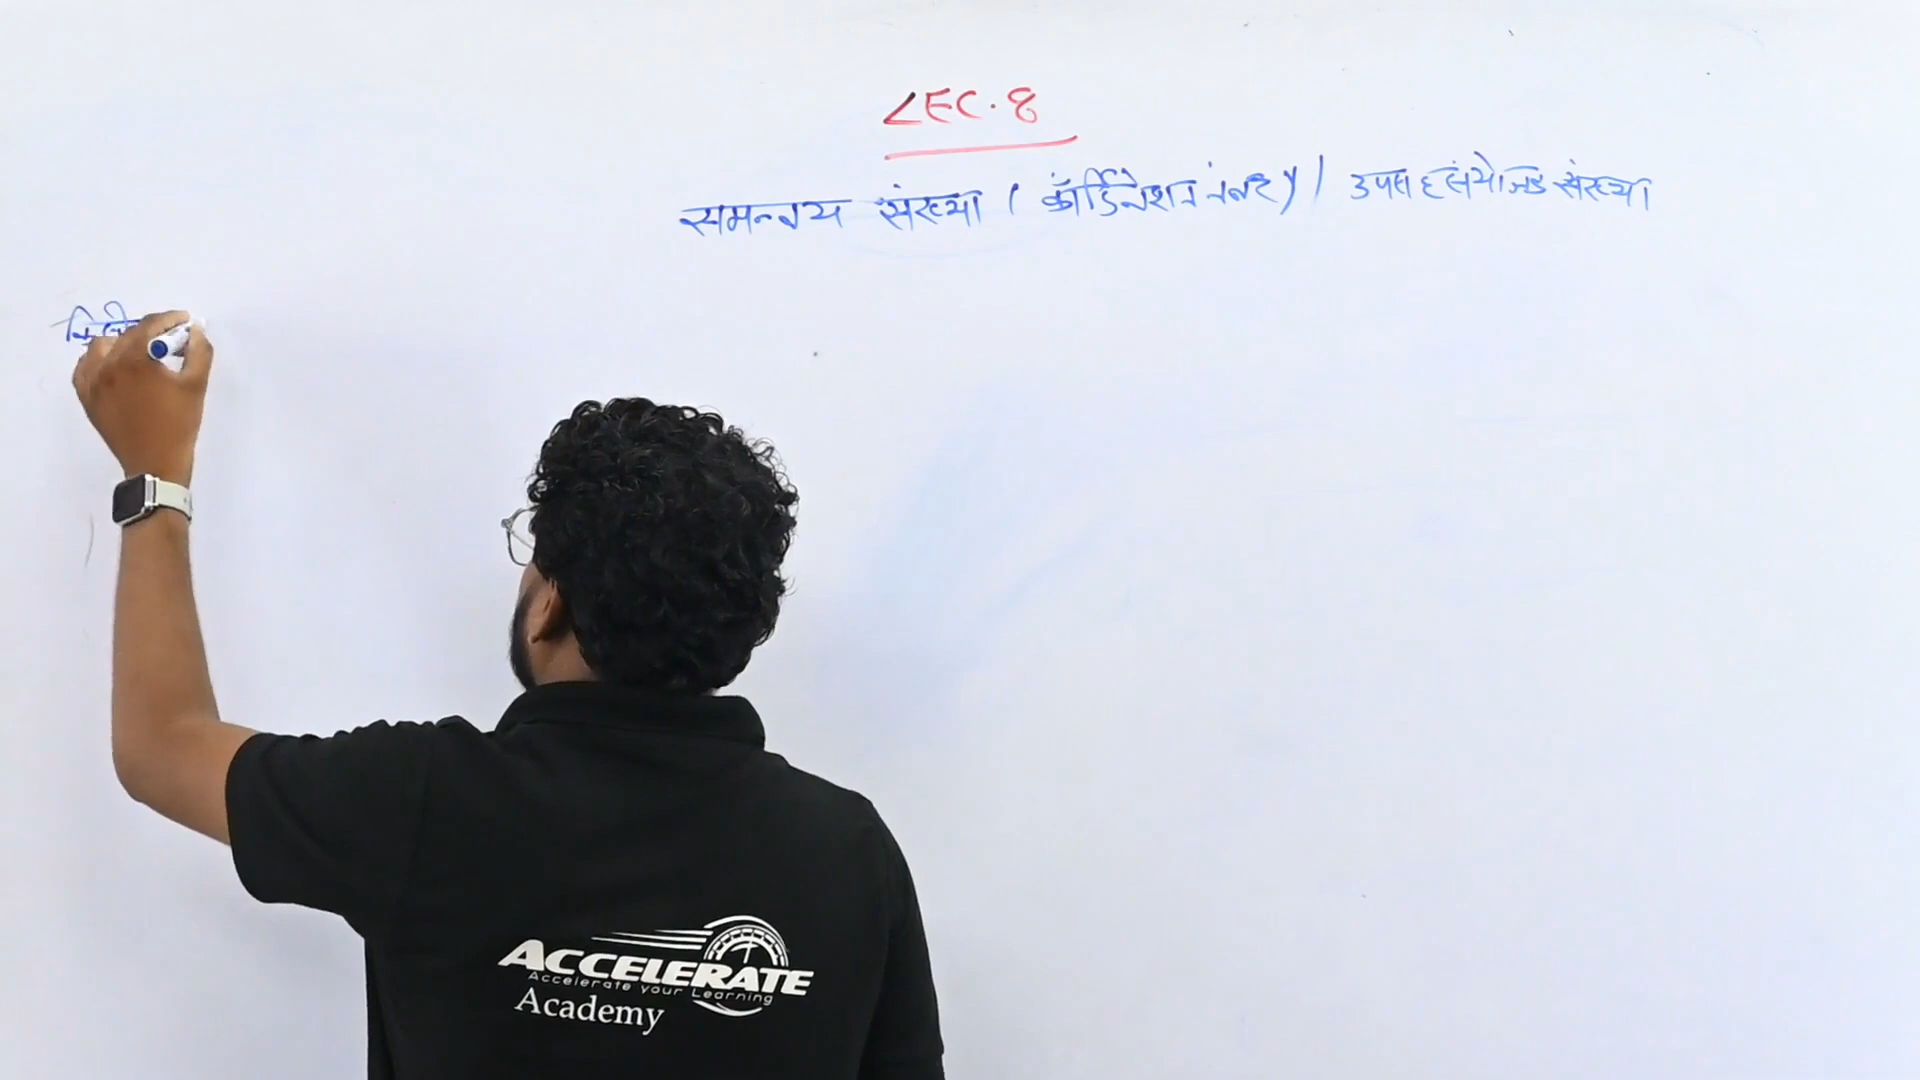 LEC.8
समन्वय संख्या ( कॉर्डिनेशन नंबर ) / उपसहसंयोजक संख्या
किसी
ACCELERATE
Accelerate your Learning
Academy